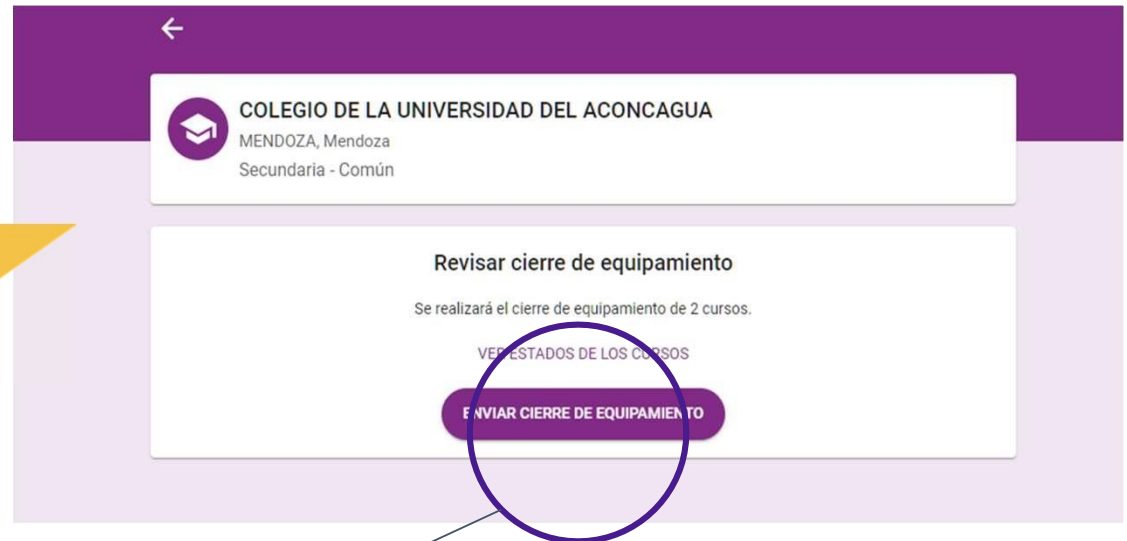 COLEGIO DE LA UNIVERSIDAD DEL ACONCAGUA
MENDOZA, Mendoza
Secundaria - Común
Revisar cierre de equipamiento
Se realizará el cierre de equipamiento de 2 cursos.
VER ESTADOS DE LOS CURSOS
ENVIAR CIERRE DE EQUIPAMIENTO